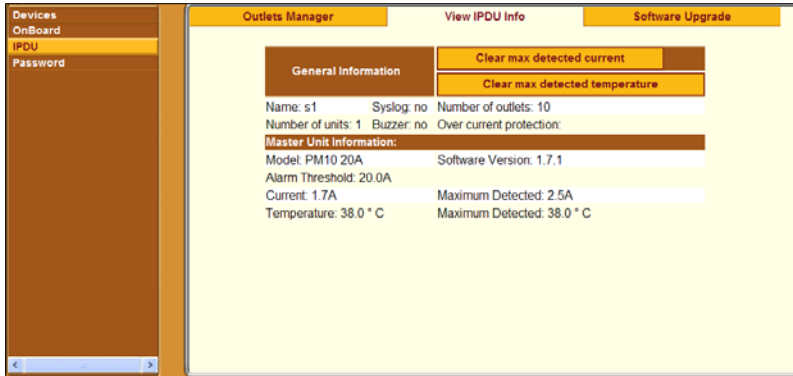 Devices
OnBoard
IPDU
Password
Outlets Manager View IPDU Info Software Upgrade
General Information
Clear max detected current
Clear max detected temperature
Name: s1 Syslog: no Number of outlets: 10
Number of units: 1 Buzzer: no Over current protection:
Master Unit Information:
Model: PM10 20A Software Version: 1.7.1
Alarm Threshold: 20.0A
Current: 1.7A Maximum Detected: 2.5A
Temperature: 38.0 ° C Maximum Detected: 38.0 ° C